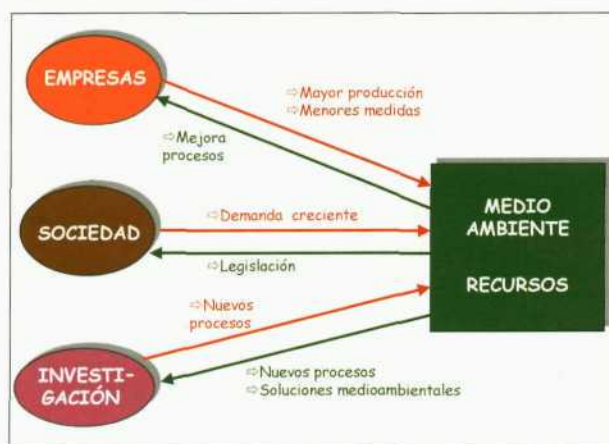 EMPRESAS
⇨Mayor producción
⇨Menores medidas
⇨Mejora
procesos
SOCIEDAD
⇨Demanda creciente
⇨Legislación
MEDIO
AMBIENTE
RECURSOS
⇨Nuevos
procesos
INVESTI-
GACIÓN
⇨Nuevos procesos
⇨Soluciones medioambientales